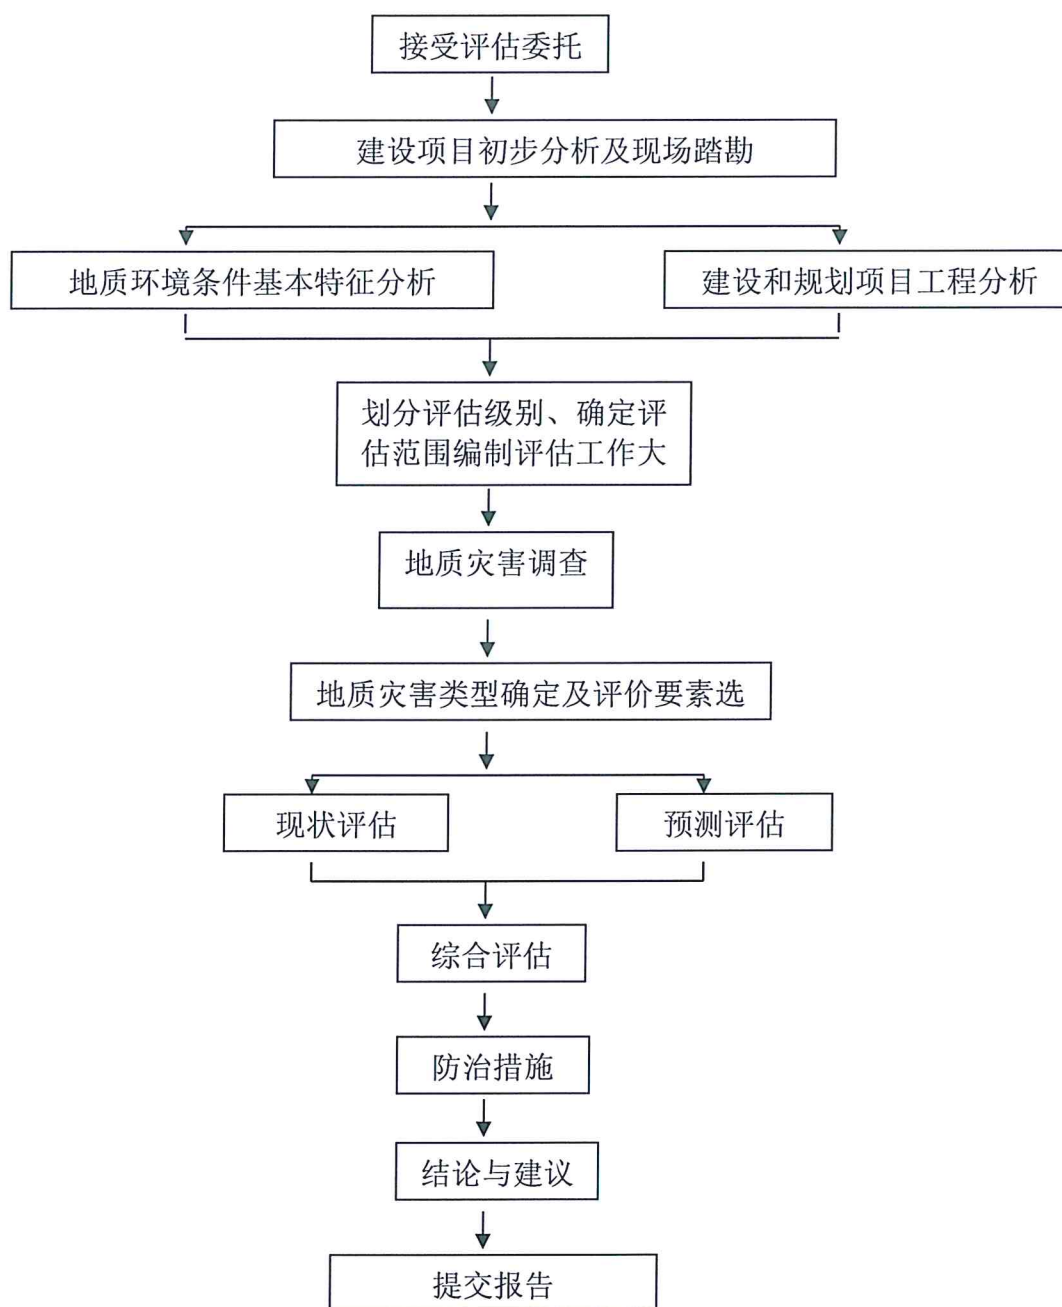 接受评估委托
建设项目初步分析及现场踏勘
地质环境条件基本特征分析
建设和规划项目工程分析
划分评估级别、确定评
估范围编制评估工作大
地质灾害调查
地质灾害类型确定及评价要素选
现状评估
预测评估
综合评估
防治措施
结论与建议
提交报告